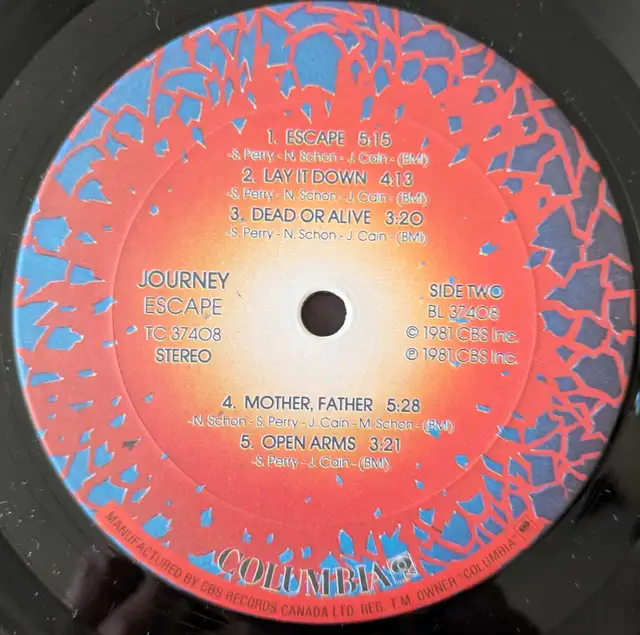 1. ESCAPE 5:15
-S. Perry - N. Schon - J. Cain - (BMI)
2. LAY IT DOWN 4:13
-S. Perry - N. Schon - J. Cain - (BMI)
3. DEAD OR ALIVE 3:20
-S. Perry - N. Schon - J. Cain - (BMI)
JOURNEY
ESCAPE
TC 37408
STEREO
SIDE TWO
BL 37408
© 1981 CBS Inc.
℗ 1981 CBS Inc.
4. MOTHER, FATHER 5:28
-N. Schon - S. Perry - J. Cain - M. Schon - (BMI)
5. OPEN ARMS 3:21
-S. Perry - J. Cain - (BMI)
COLUMBIA
MANUFACTURED BY CBS RECORDS CANADA LTD. REG. T.M. OWNER "COLUMBIA"